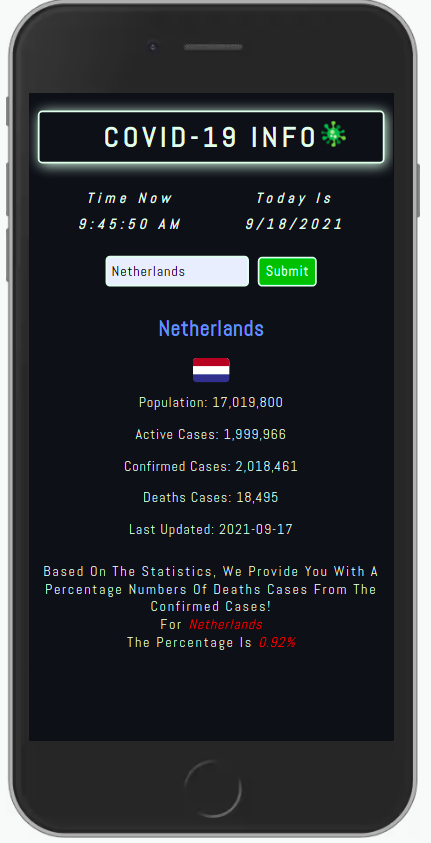 COVID-19 INFO
Time Now
Today Is
9:45:50 AM
9/18/2021
Netherlands
Submit
Netherlands
Population: 17,019,800
Active Cases: 1,999,966
Confirmed Cases: 2,018,461
Deaths Cases: 18,495
Last Updated: 2021-09-17
Based On The Statistics, We Provide You With A
Percentage Numbers Of Deaths Cases From The
Confirmed Cases!
For Netherlands
The Percentage Is 0.92%